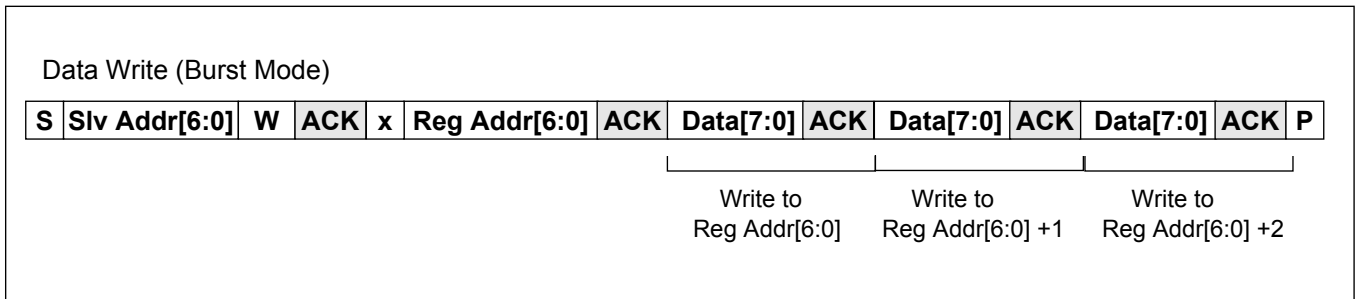 Data Write (Burst Mode)
S Slv Addr[6:0] W ACK x Reg Addr[6:0] ACK Data[7:0] ACK Data[7:0] ACK Data[7:0] ACK P
Write to Write to Write to
Reg Addr[6:0] Reg Addr[6:0] +1 Reg Addr[6:0] +2